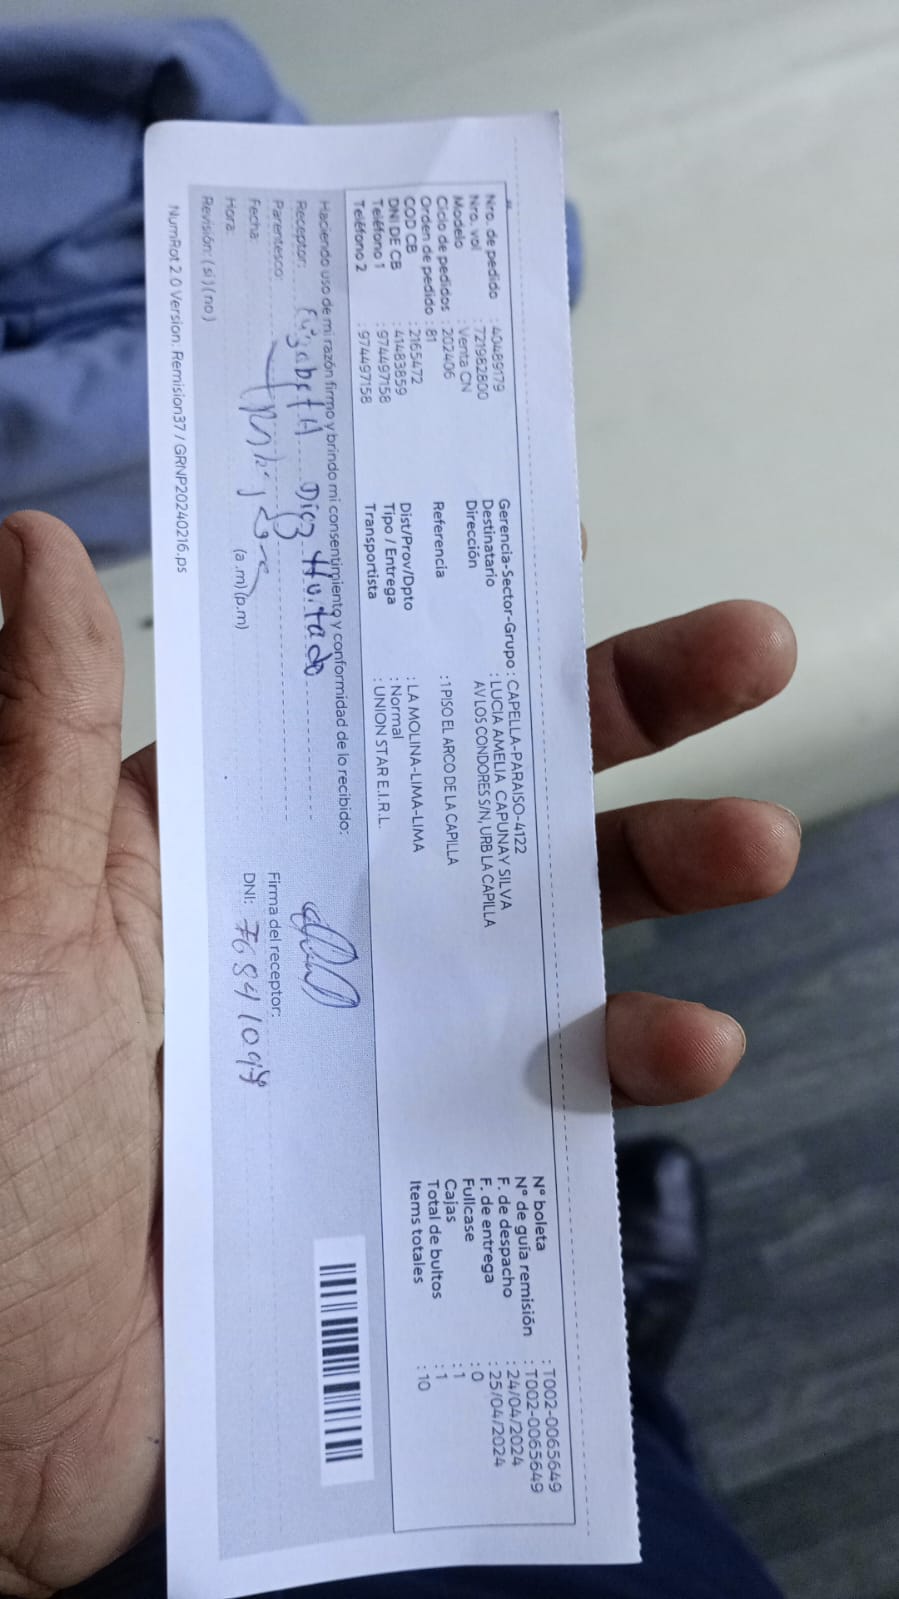 Nro. de pedido : 40489179
Nro. vol : 721982800
Modelo : Venta CN
Ciclo de pedidos : 202406
Orden de pedido : 81
COD CB : 2165472
DNI DE CB : 41483859
Teléfono 1 : 974497158
Teléfono 2 : 974497158
Gerencia-Sector-Grupo : CAPELLA-PARAISO-4122
Destinatario : LUCIA AMELIA CAPUNAY SILVA
Dirección AV LOS CONDORES S/N, URB LA CAPILLA
Referencia : 1 PISO EL ARCO DE LA CAPILLA
Dist/Prov/Dpto : LA MOLINA-LIMA-LIMA
Tipo / Entrega : Normal
Transportista : UNION STAR E.I.R.L.
N° boleta : T002-0065649
N° de guía remisión : T002-0065649
F. de despacho : 24/04/2024
F. de entrega : 25/04/2024
Fullcase : 0
Cajas : 1
Total de bultos : 1
Items totales : 10
Haciendo uso de mi razón firmo y brindo mi consentimiento y conformidad de lo recibido:
Receptor: Diez Hurtado
Parentesco:
Fecha:
Hora: (a.m) (p.m)
Revisión: (si) (no)
Firma del receptor:
DNI:
NumRot 2.0 Version. Remision37 / GRNP20240216.ps